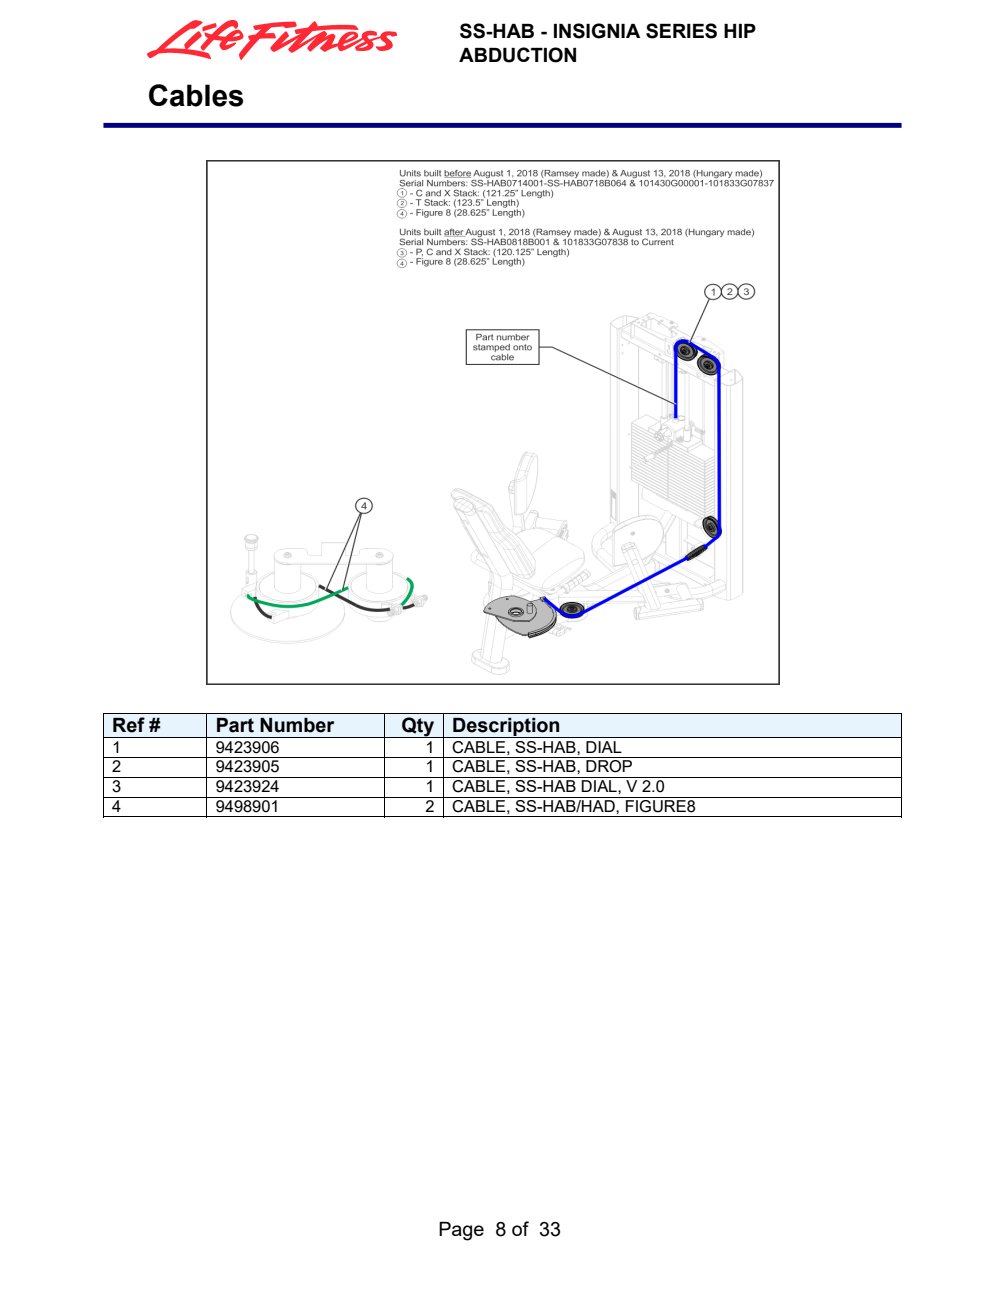 Life Fitness
SS-HAB - INSIGNIA SERIES HIP
ABDUCTION
Cables
Units built before August 1, 2018 (Ramsey made) & August 13, 2018 (Hungary made)
Serial Numbers: SS-HAB0714001-SS-HAB0718B064 & 101430G00001-101833G07837
1 - C and X Stack: (121.25" Length)
2 - T Stack: (123.5" Length)
4 - Figure 8 (28.625" Length)
Units built after August 1, 2018 (Ramsey made) & August 13, 2018 (Hungary made)
Serial Numbers: SS-HAB0818B001 & 101833G07838 to Current
3 - P, C and X Stack: (120.125" Length)
4 - Figure 8 (28.625" Length)
1 2 3
Part number
stamped onto
cable
4
Ref # Part Number Qty Description
1 9423906 1 CABLE, SS-HAB, DIAL
2 9423905 1 CABLE, SS-HAB, DROP
3 9423924 1 CABLE, SS-HAB DIAL, V 2.0
4 9498901 2 CABLE, SS-HAB/HAD, FIGURE8
Page 8 of 33